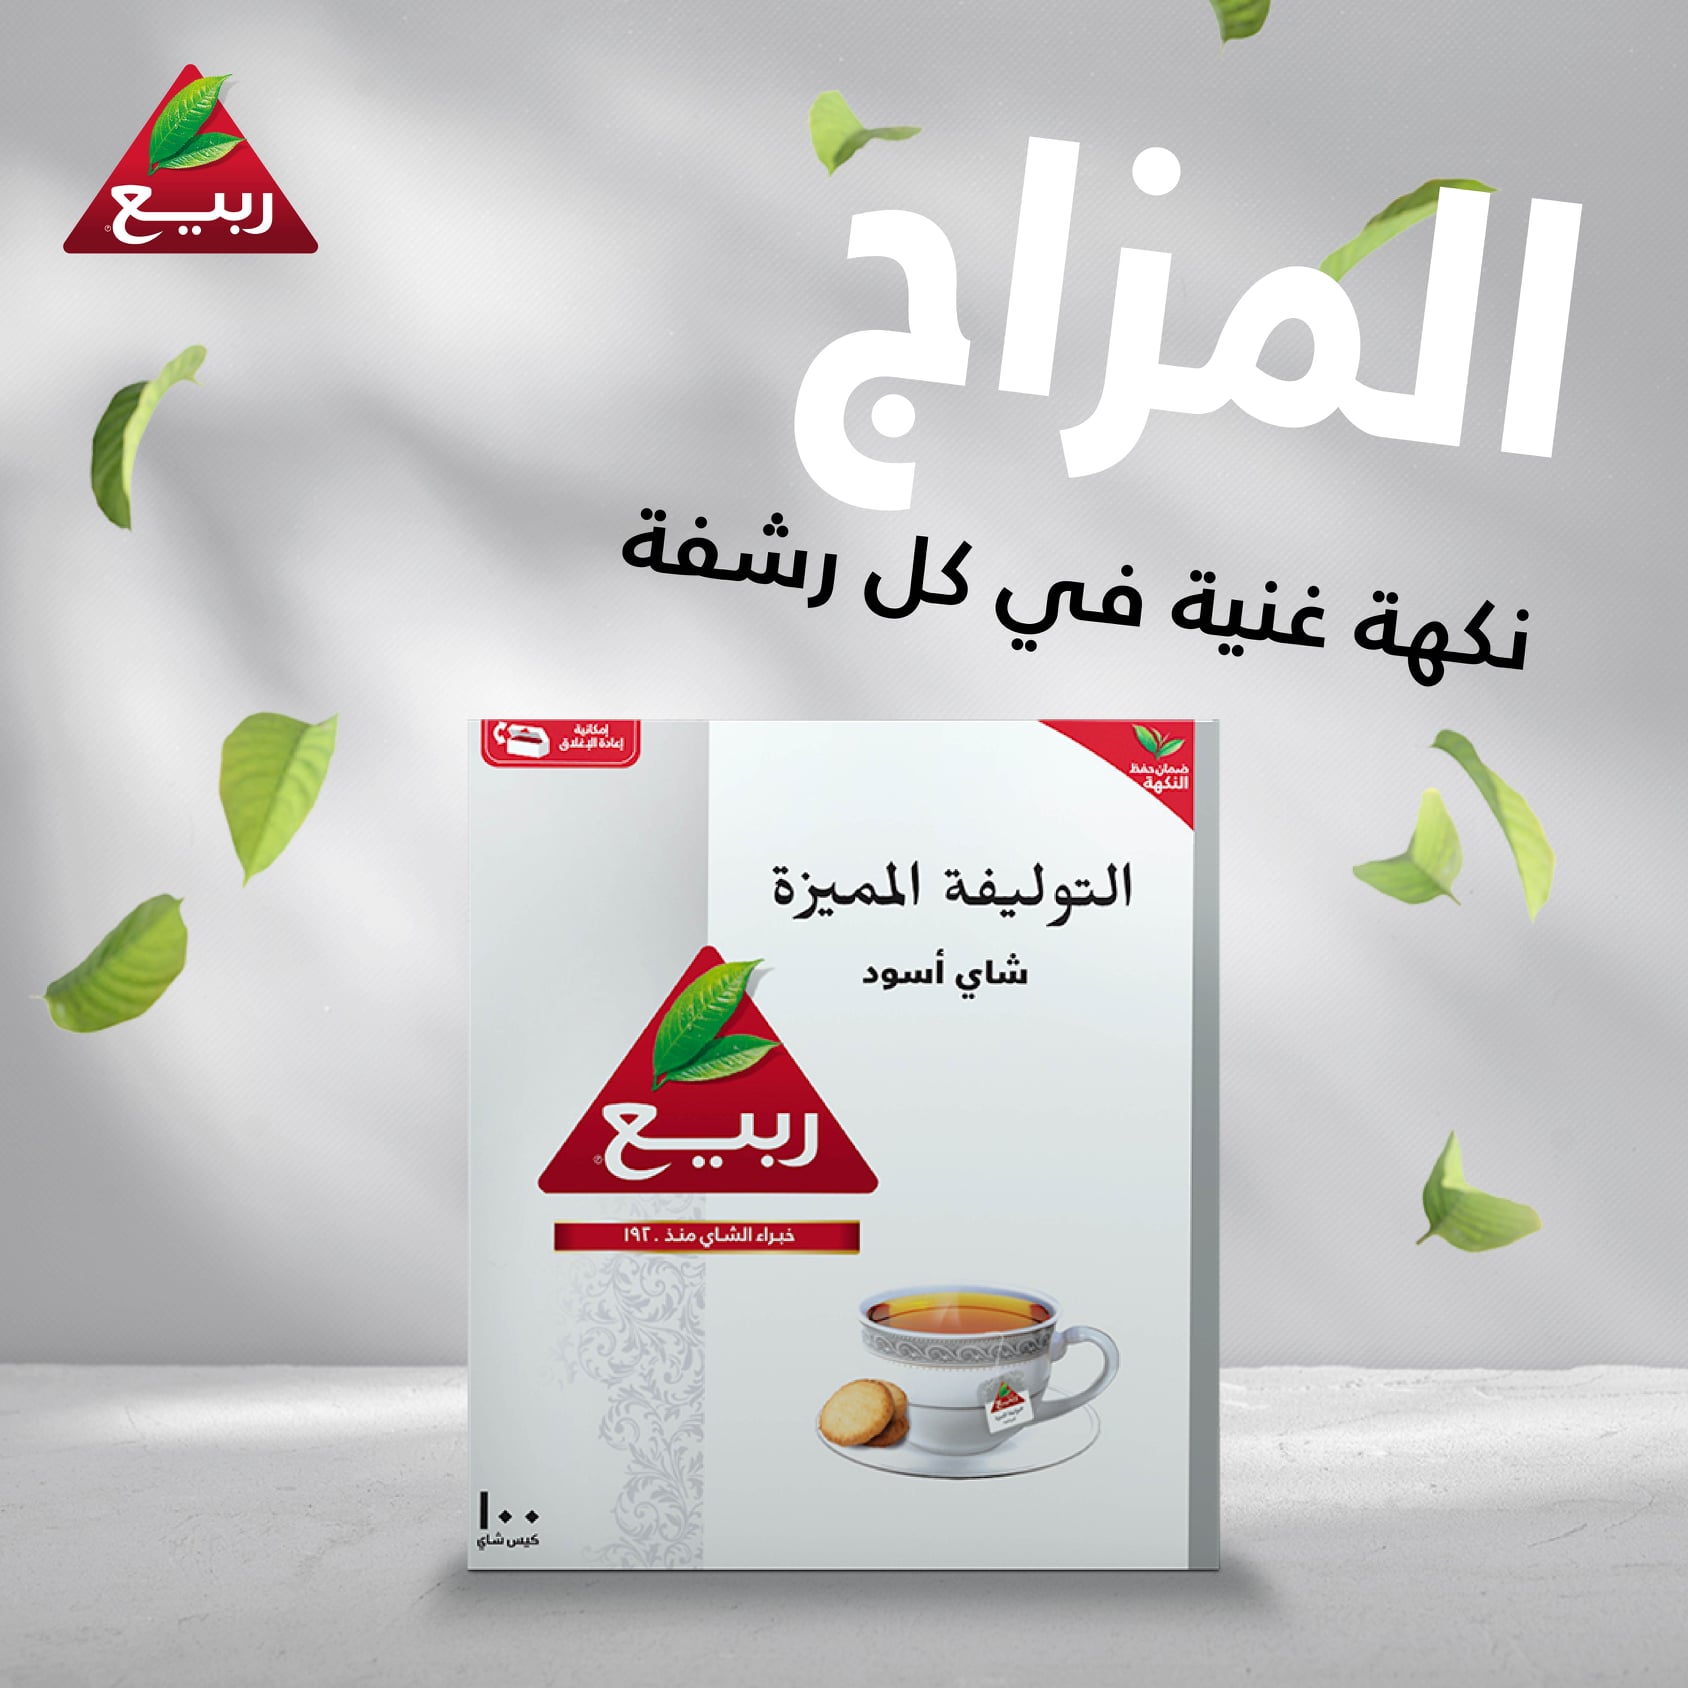 ربيع
المزاج
نكهة غنية في كل رشفة
إمكانية
إعادة الإغلاق
ضمان حفظ
النكهة
التوليفة المميزة
شاي أسود
ربيع
خبراء الشاي منذ ١٩٢٠
١٠٠
كيس شاي